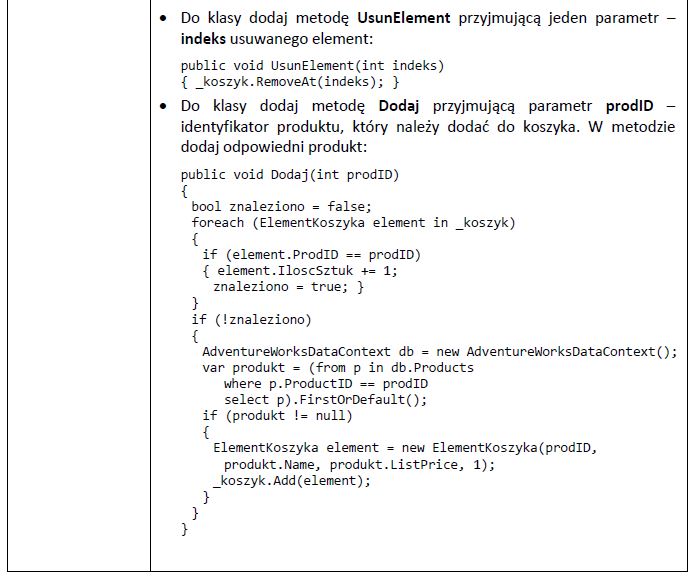 • Do klasy dodaj metodę UsunElement przyjmującą jeden parametr –
indeks usuwanego element:
public void UsunElement(int indeks)
{ _koszyk.RemoveAt(indeks); }
• Do klasy dodaj metodę Dodaj przyjmującą parametr prodID –
identyfikator produktu, który należy dodać do koszyka. W metodzie
dodaj odpowiedni produkt:
public void Dodaj(int prodID)
{
bool znaleziono = false;
foreach (ElementKoszyka element in _koszyk)
{
if (element.ProdID == prodID)
{ element.IloscSztuk += 1;
znaleziono = true; }
}
if (!znaleziono)
{
AdventureWorksDataContext db = new AdventureWorksDataContext();
var produkt = (from p in db.Products
where p.ProductID == prodID
select p).FirstOrDefault();
if (produkt != null)
{
ElementKoszyka element = new ElementKoszyka(prodID,
produkt.Name, produkt.ListPrice, 1);
_koszyk.Add(element);
}
}
}